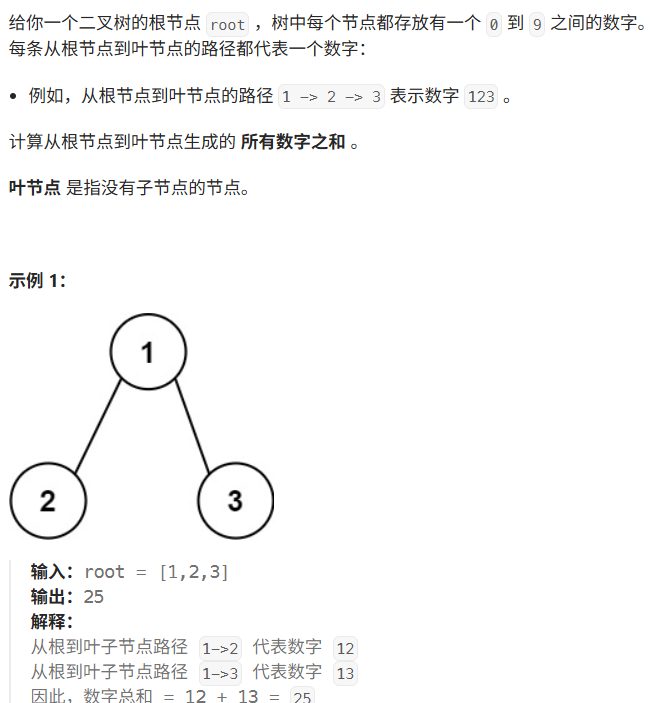 给你一个二叉树的根节点 root ，树中每个节点都存放有一个 0 到 9 之间的数字。
每条从根节点到叶节点的路径都代表一个数字：
• 例如，从根节点到叶节点的路径 1 -> 2 -> 3 表示数字 123 。
计算从根节点到叶节点生成的 所有数字之和 。
叶节点 是指没有子节点的节点。
示例 1：
1
2 3
输入：root = [1,2,3]
输出：25
解释：
从根到叶子节点路径 1->2 代表数字 12
从根到叶子节点路径 1->3 代表数字 13
因此，数字总和 = 12 + 13 = 25